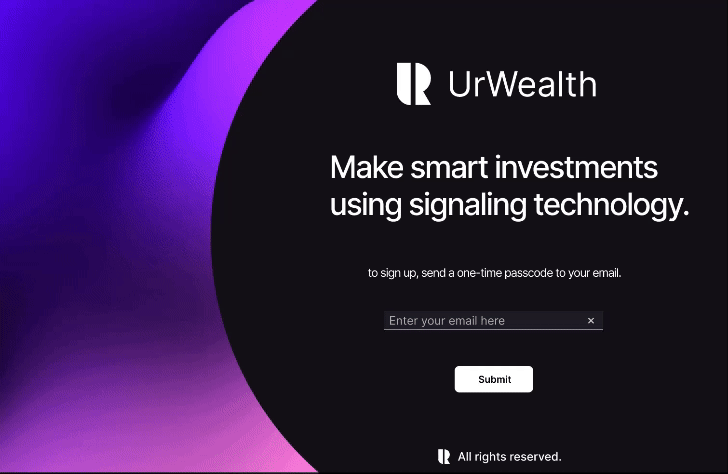 UrWealth
Make smart investments
using signaling technology.
to sign up, send a one-time passcode to your email.
Enter your email here
Submit
All rights reserved.